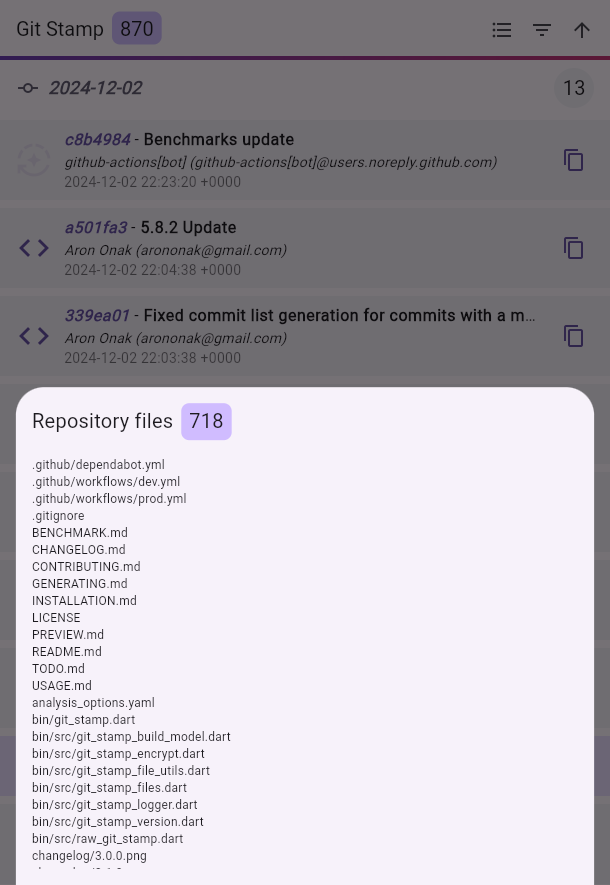 Git Stamp 870
2024-12-02 13
c8b4984 - Benchmarks update
github-actions[bot] (github-actions[bot]@users.noreply.github.com)
2024-12-02 22:23:20 +0000
a501fa3 - 5.8.2 Update
Aron Onak (arononak@gmail.com)
2024-12-02 22:04:38 +0000
339ea01 - Fixed commit list generation for commits with a m...
Aron Onak (arononak@gmail.com)
2024-12-02 22:03:38 +0000
Repository files 718
.github/dependabot.yml
.github/workflows/dev.yml
.github/workflows/prod.yml
.gitignore
BENCHMARK.md
CHANGELOG.md
CONTRIBUTING.md
GENERATING.md
INSTALLATION.md
LICENSE
PREVIEW.md
README.md
TODO.md
USAGE.md
analysis_options.yaml
bin/git_stamp.dart
bin/src/git_stamp_build_model.dart
bin/src/git_stamp_encrypt.dart
bin/src/git_stamp_file_utils.dart
bin/src/git_stamp_files.dart
bin/src/git_stamp_logger.dart
bin/src/git_stamp_version.dart
bin/src/raw_git_stamp.dart
changelog/3.0.0.png